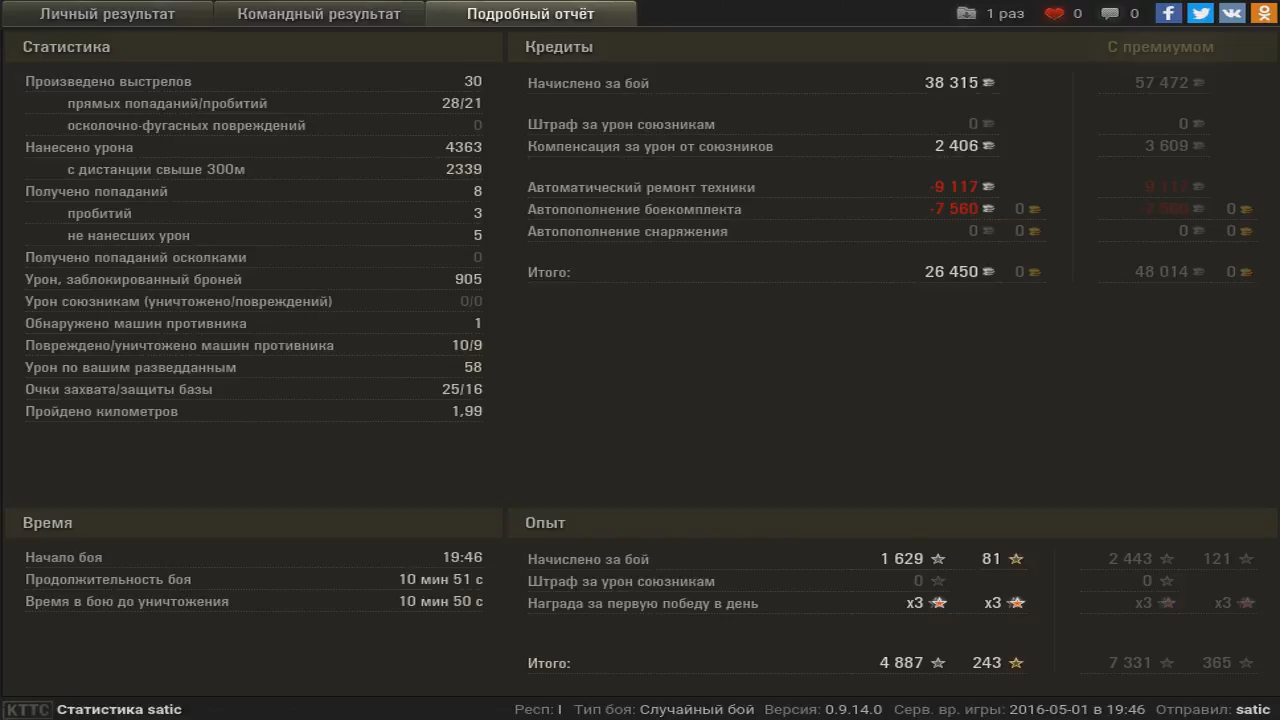 Личный результат Командный результат Подробный отчёт 1 раз 0 0
Статистика
Произведено выстрелов 30
прямых попаданий/пробитий 28/21
осколочно-фугасных повреждений 0
Нанесено урона 4363
с дистанции свыше 300м 2339
Получено попаданий 8
пробитий 3
не нанесших урон 5
Получено попаданий осколками 0
Урон, заблокированный броней 905
Урон союзникам (уничтожено/повреждений) 0/0
Обнаружено машин противника 1
Повреждено/уничтожено машин противника 10/9
Урон по вашим разведданным 58
Очки захвата/защиты базы 25/16
Пройдено километров 1,99
Кредиты С премиумом
Начислено за бой 38 315 57 472
Штраф за урон союзникам 0 0
Компенсация за урон от союзников 2 406 3 609
Автоматический ремонт техники -9 117 -9 117
Автопополнение боекомплекта -7 560 0 -7 560 0
Автопополнение снаряжения 0 0 0 0
Итого: 26 450 0 48 014 0
Время
Начало боя 19:46
Продолжительность боя 10 мин 51 с
Время в бою до уничтожения 10 мин 50 с
Опыт
Начислено за бой 1 629 81 2 443 121
Штраф за урон союзникам 0 0
Награда за первую победу в день x3 x3 x3 x3
Итого: 4 887 243 7 331 365
КТТС Статистика satic Респ: I Тип боя: Случайный бой Версия: 0.9.14.0 Серв. вр. игры: 2016-05-01 в 19:46 Отправил: satic